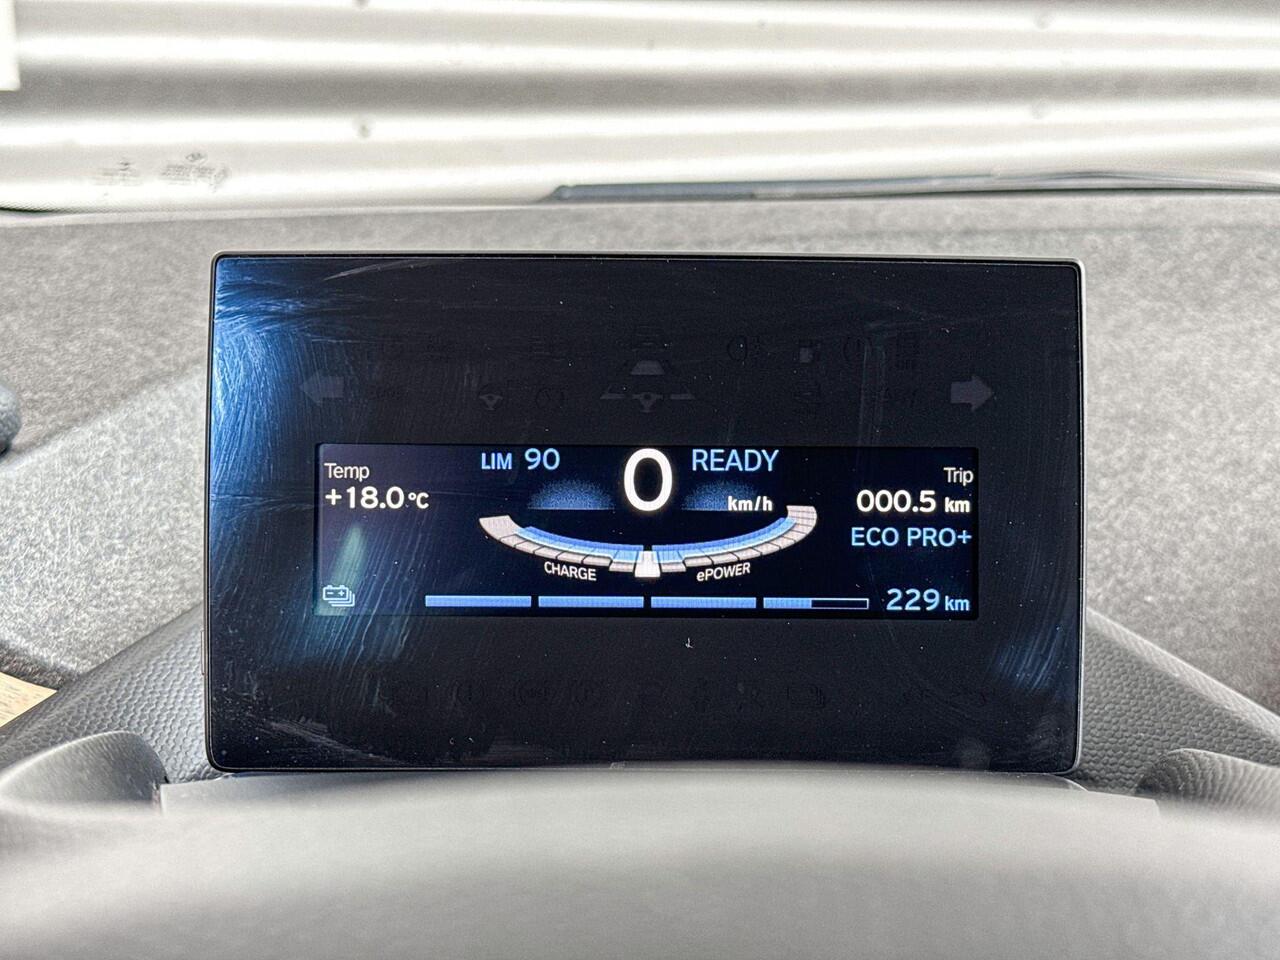 LIM 90
0
READY
km/h
Temp
+18.0 °C
Trip
000.5 km
ECO PRO+
CHARGE
ePOWER
229 km